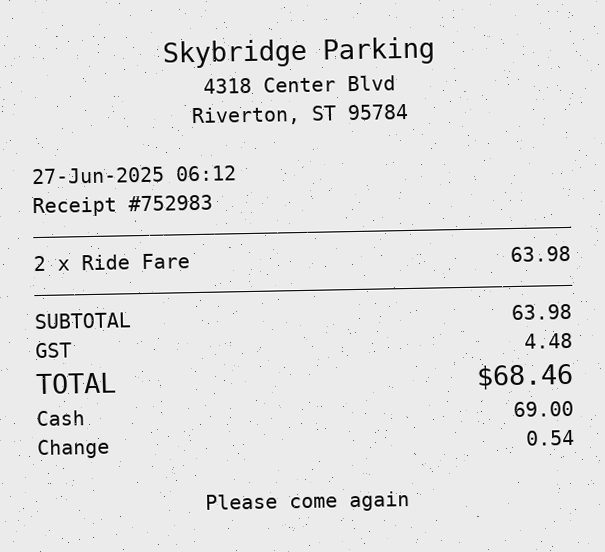 Skybridge Parking
4318 Center Blvd
Riverton, ST 95784
27-Jun-2025 06:12
Receipt #752983
2 x Ride Fare 63.98
SUBTOTAL 63.98
GST 4.48
TOTAL $68.46
Cash 69.00
Change 0.54
Please come again